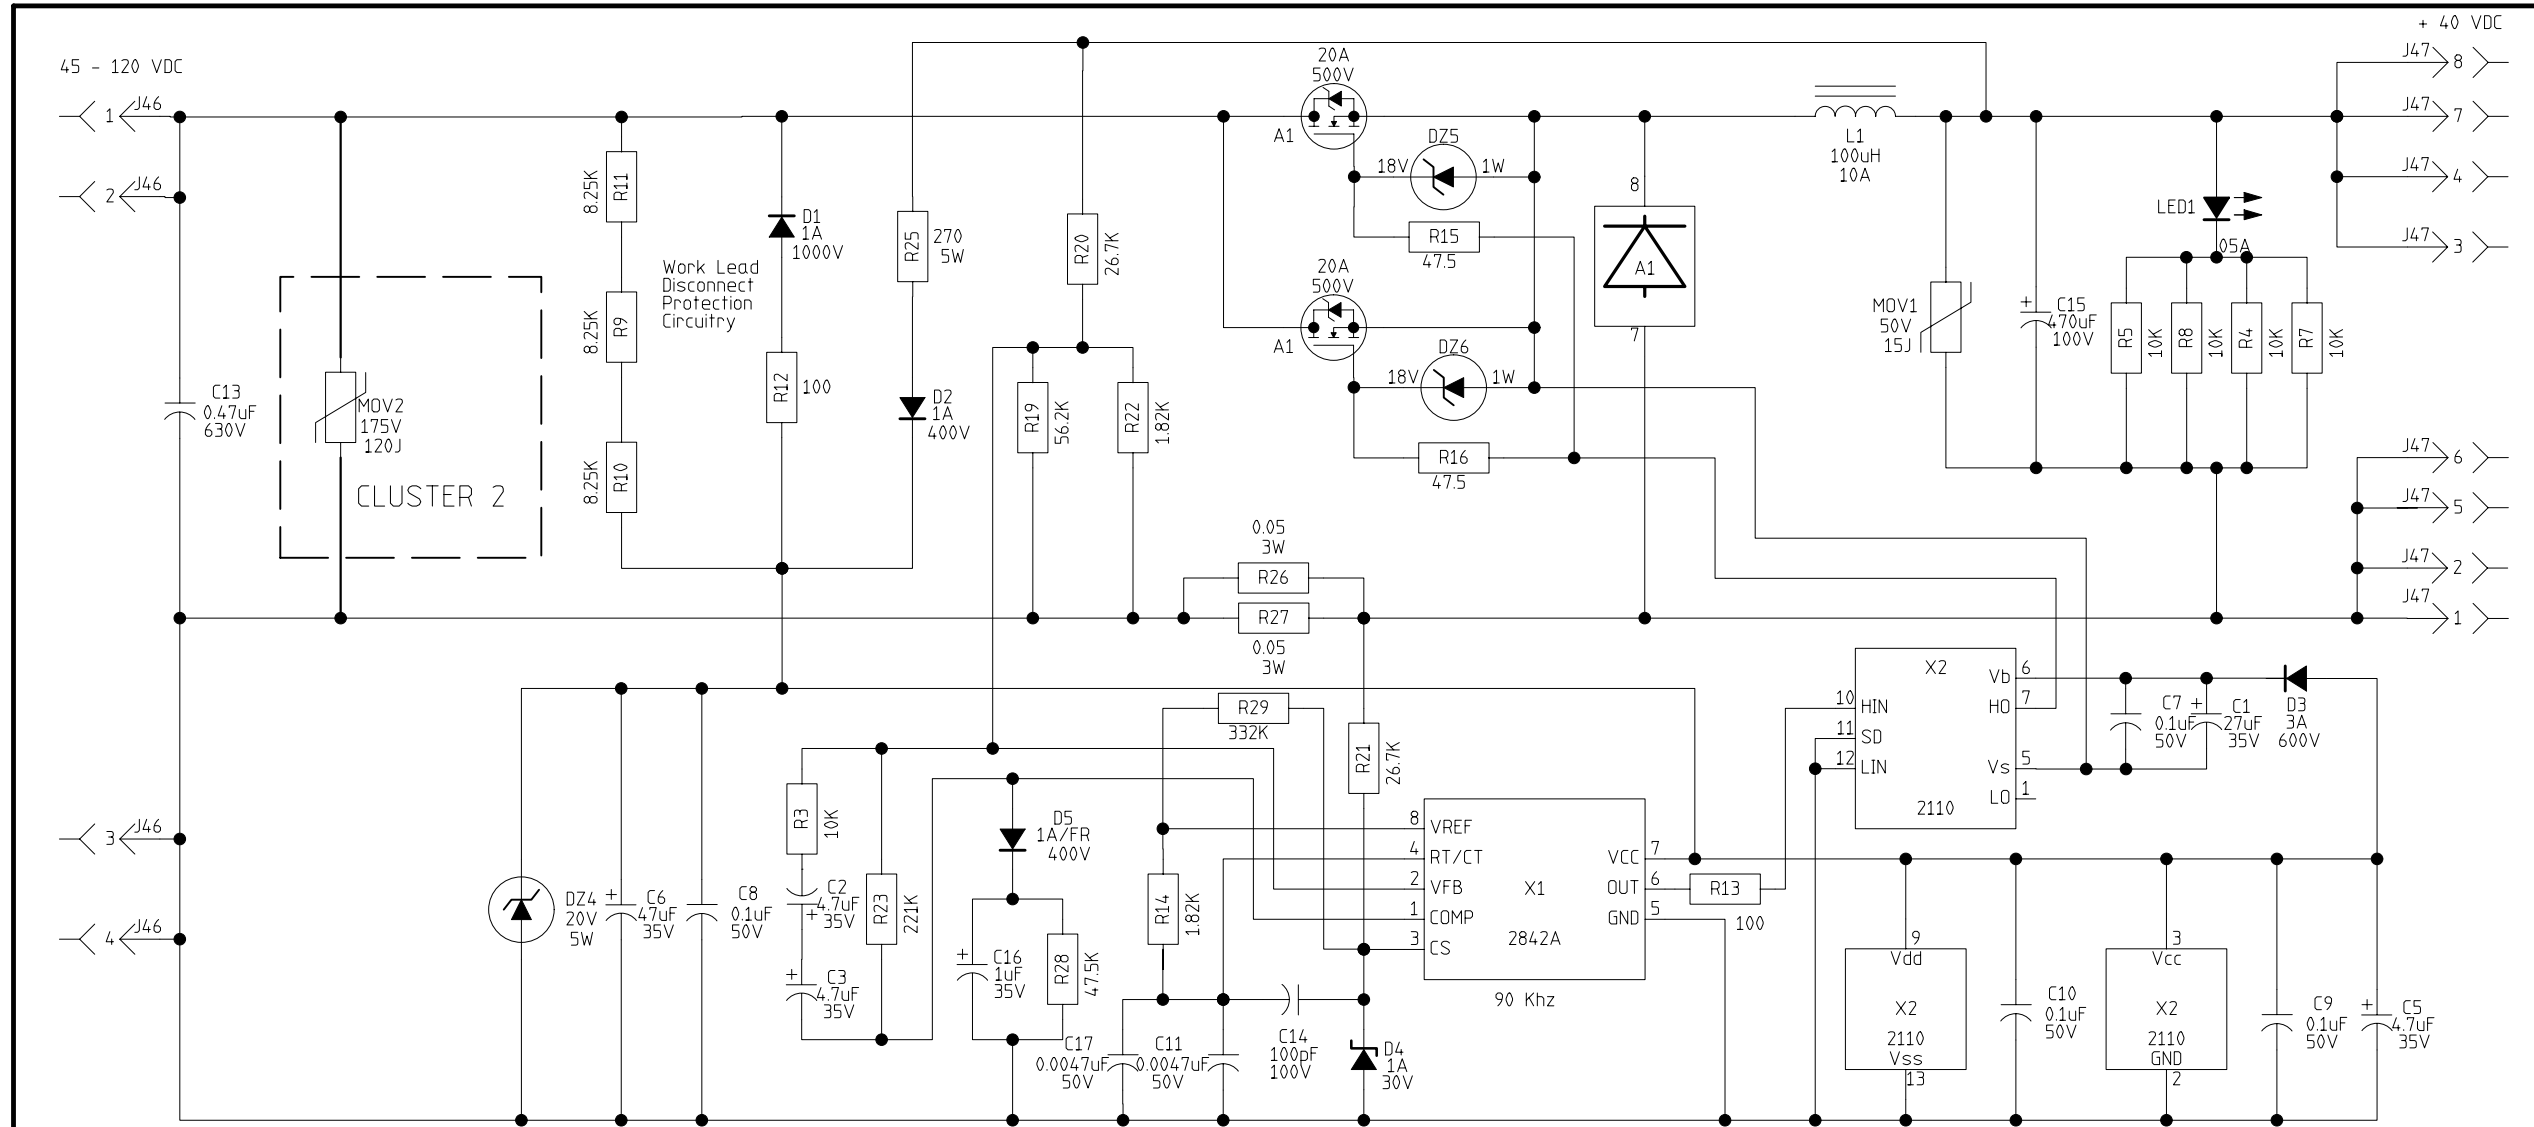 + 40 VDC
45 - 120 VDC
J46
1
J46
2
C13
0.47uF
630V
MOV2
175V
120J
CLUSTER 2
8.25K
R11
8.25K
R9
8.25K
R10
Work Lead
Disconnect
Protection
Circuitry
D1
1A
1000V
R12
100
R25
270
5W
D2
1A
400V
R20
26.7K
R19
56.2K
R22
1.82K
20A
500V
A1
DZ5
18V
1W
R15
47.5
20A
500V
A1
DZ6
18V
1W
R16
47.5
8
A1
7
L1
100uH
10A
MOV1
50V
15J
C15
470uF
100V
LED1
.05A
R5
10K
R8
10K
R4
10K
R7
10K
J47
8
J47
7
J47
4
J47
3
J47
6
J47
5
J47
2
J47
1
0.05
3W
R26
R27
0.05
3W
R29
332K
R21
26.7K
X2
10
HIN
11
SD
12
LIN
Vb
6
HO
7
Vs
5
LO
1
2110
C7
0.1uF
50V
C1
+
27uF
35V
D3
3A
600V
J46
3
J46
4
DZ4
20V
5W
+
C6
47uF
35V
C8
0.1uF
50V
R3
10K
C2
4.7uF
+
35V
+
C3
4.7uF
35V
R23
221K
D5
1A/FR
400V
+
C16
1uF
35V
R28
47.5K
R14
1.82K
C17
0.0047uF
50V
C11
0.0047uF
50V
C14
100pF
100V
D4
1A
30V
8
VREF
4
RT/CT
2
VFB
1
COMP
3
CS
X1
2842A
VCC
7
OUT
6
GND
5
90 Khz
R13
100
9
Vdd
X2
2110
Vss
13
C10
0.1uF
50V
3
Vcc
X2
2110
GND
2
C9
0.1uF
50V
+
C5
4.7uF
35V